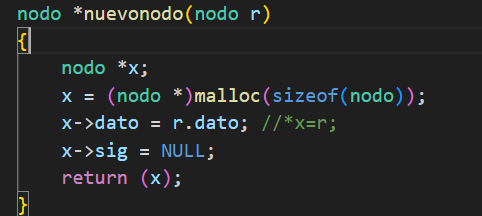 nodo *nuevonodo(nodo r)
{
    nodo *x;
    x = (nodo *)malloc(sizeof(nodo));
    x->dato = r.dato; //*x=r;
    x->sig = NULL;
    return (x);
}